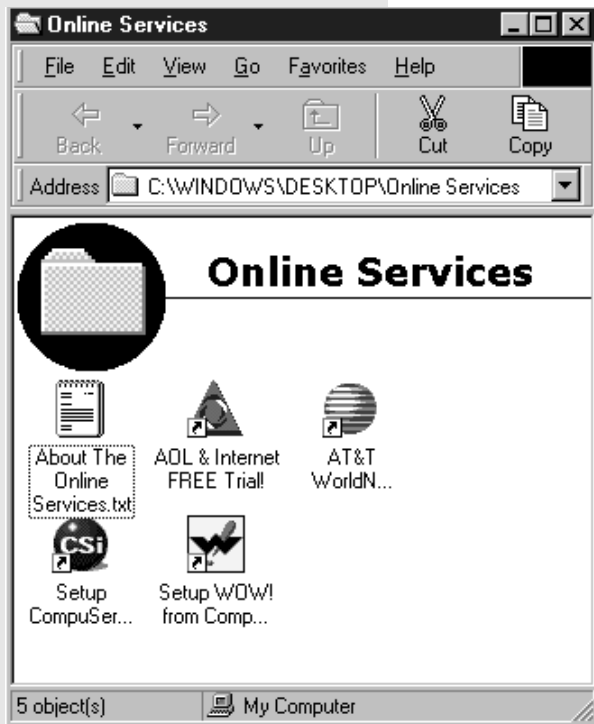 Online Services
File Edit View Go Favorites Help
Back Forward Up Cut Copy
Address C:\WINDOWS\DESKTOP\Online Services
Online Services
About The
Online
Services.txt
AOL & Internet
FREE Trial!
AT&T
WorldN...
CSi
Setup
CompuSer...
Setup WOW!
from Comp...
5 object(s) My Computer